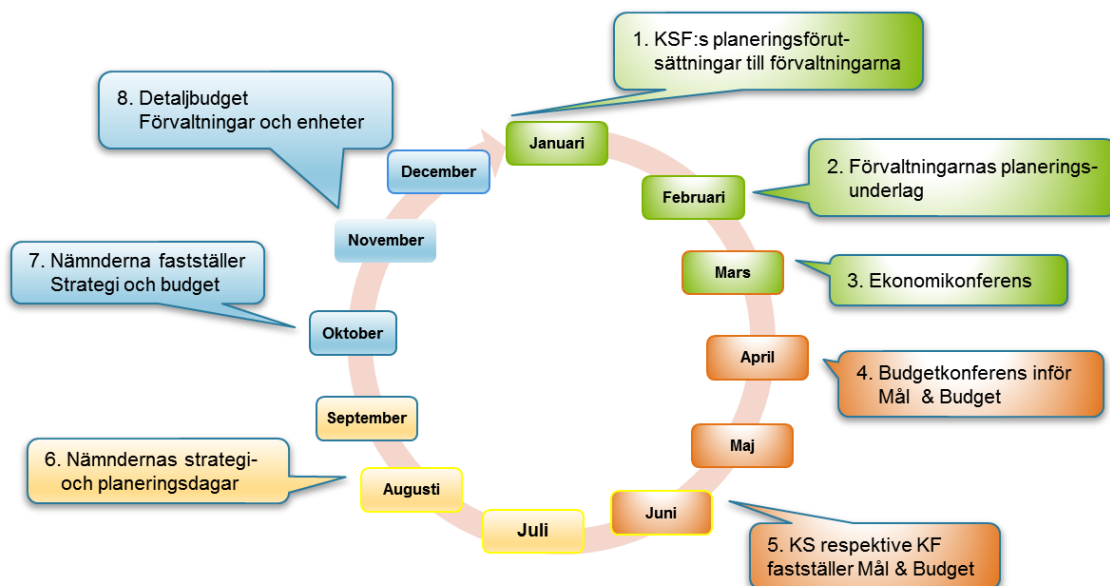 1. KSF:s planeringsförut-
sättningar till förvaltningarna
8. Detaljbudget
Förvaltningar och enheter
Januari
December
2. Förvaltningarnas planerings-
underlag
Februari
November
7. Nämnderna fastställer
Strategi och budget
Mars
3. Ekonomikonferens
Oktober
April
4. Budgetkonferens inför
Mål & Budget
September
Maj
6. Nämndernas strategi-
och planeringsdagar
Augusti
Juli
Juni
5. KS respektive KF
fastställer Mål & Budget